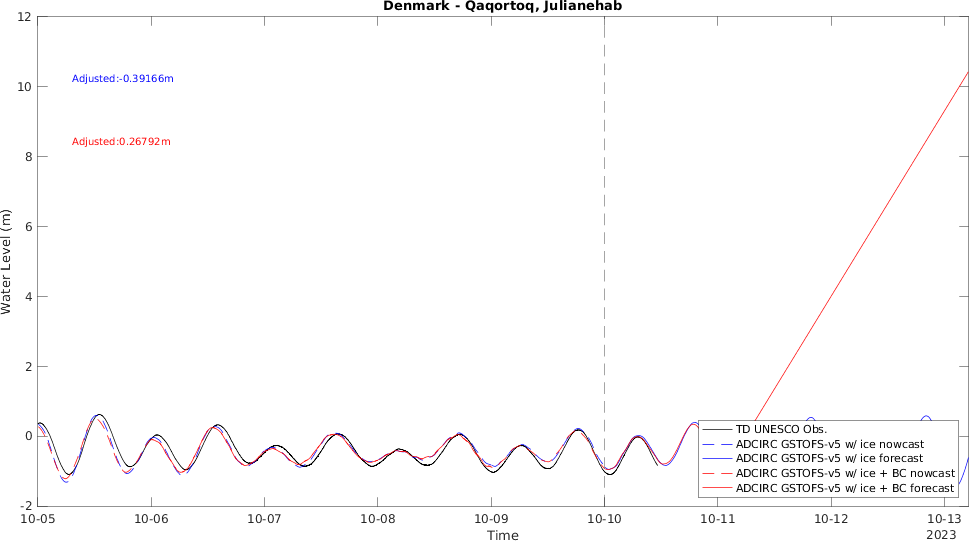 Denmark - Qaqortoq, Julianehab
12
10
8
6
4
2
0
-2
Water Level (m)
Adjusted:-0.39166m
Adjusted:0.26792m
TD UNESCO Obs.
ADCIRC GSTOFS-v5 w/ ice nowcast
ADCIRC GSTOFS-v5 w/ ice forecast
ADCIRC GSTOFS-v5 w/ ice + BC nowcast
ADCIRC GSTOFS-v5 w/ ice + BC forecast
10-05 10-06 10-07 10-08 10-09 10-10 10-11 10-12 10-13
2023
Time